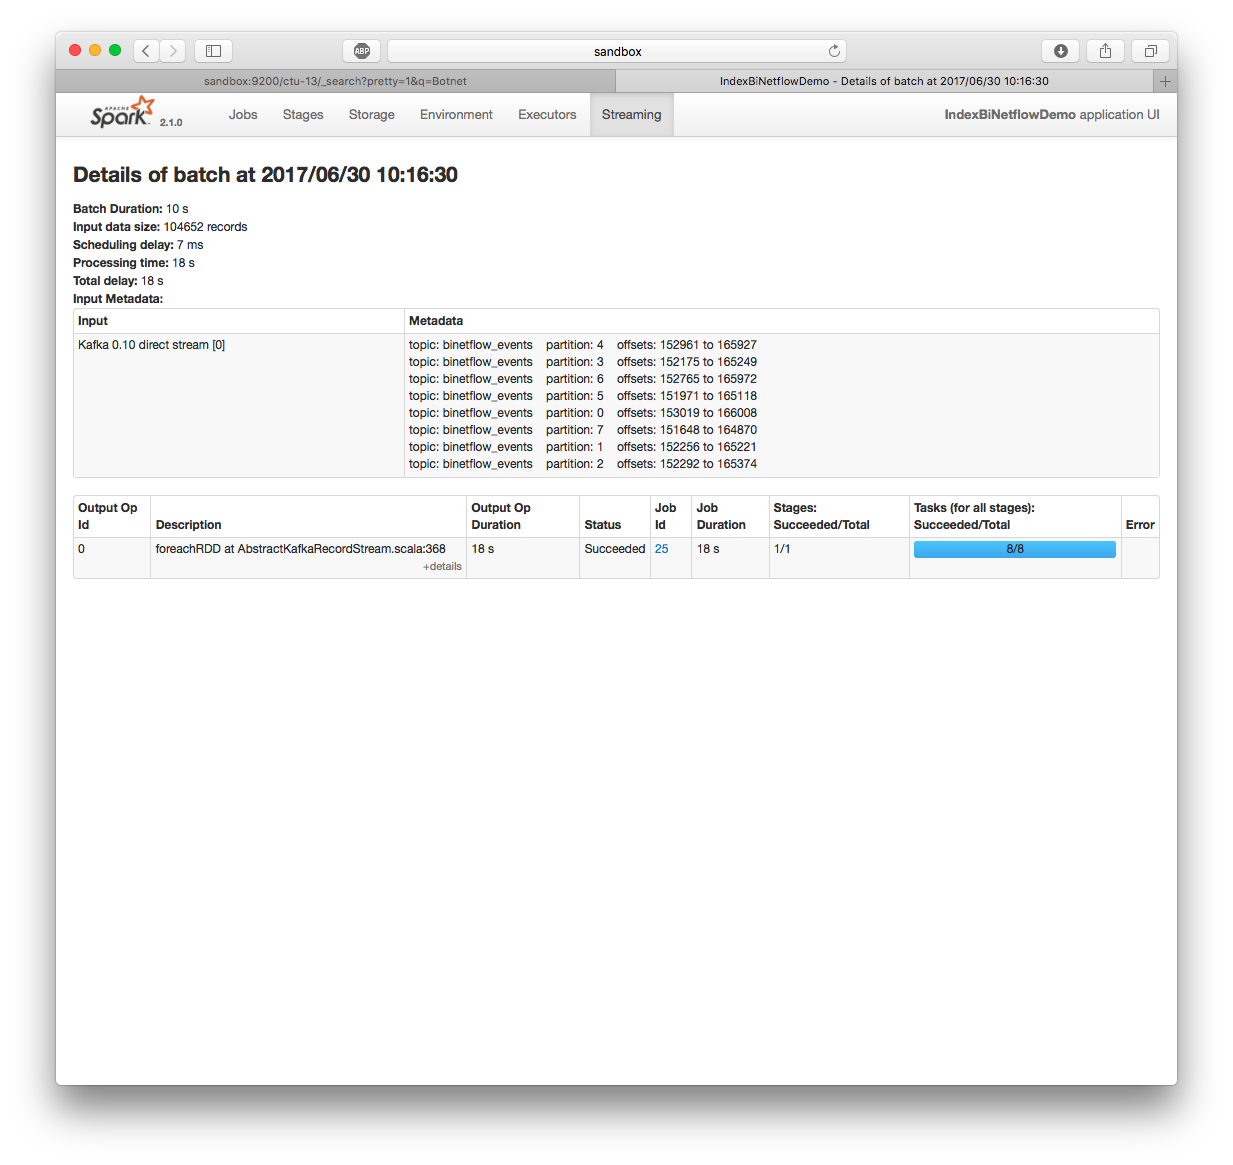 ABP
sandbox
sandbox:9200/ctu-13/_search?pretty=1&q=Botnet
IndexBiNetflowDemo - Details of batch at 2017/06/30 10:16:30
APACHE
Spark 2.1.0
Jobs Stages Storage Environment Executors Streaming IndexBiNetflowDemo application UI
Details of batch at 2017/06/30 10:16:30
Batch Duration: 10 s
Input data size: 104652 records
Scheduling delay: 7 ms
Processing time: 18 s
Total delay: 18 s
Input Metadata:
Input Metadata
Kafka 0.10 direct stream [0]
topic: binetflow_events partition: 4 offsets: 152961 to 165927
topic: binetflow_events partition: 3 offsets: 152175 to 165249
topic: binetflow_events partition: 6 offsets: 152765 to 165972
topic: binetflow_events partition: 5 offsets: 151971 to 165118
topic: binetflow_events partition: 0 offsets: 153019 to 166008
topic: binetflow_events partition: 7 offsets: 151648 to 164870
topic: binetflow_events partition: 1 offsets: 152256 to 165221
topic: binetflow_events partition: 2 offsets: 152292 to 165374
Output Op Id Description Output Op Duration Status Job Id Job Duration Stages: Succeeded/Total Tasks (for all stages): Succeeded/Total Error
0 foreachRDD at AbstractKafkaRecordStream.scala:368 18 s Succeeded 25 18 s 1/1 8/8
+details